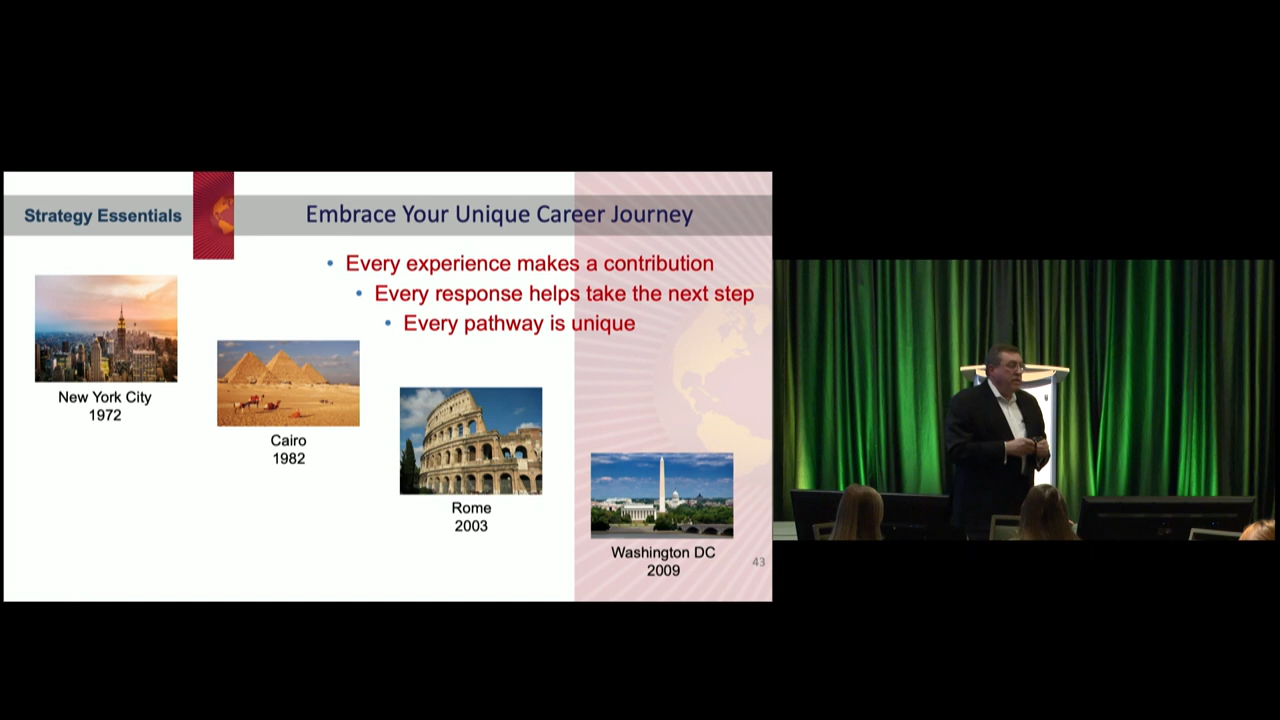 Strategy Essentials
Embrace Your Unique Career Journey
• Every experience makes a contribution
• Every response helps take the next step
• Every pathway is unique
New York City
1972
Cairo
1982
Rome
2003
Washington DC
2009
43